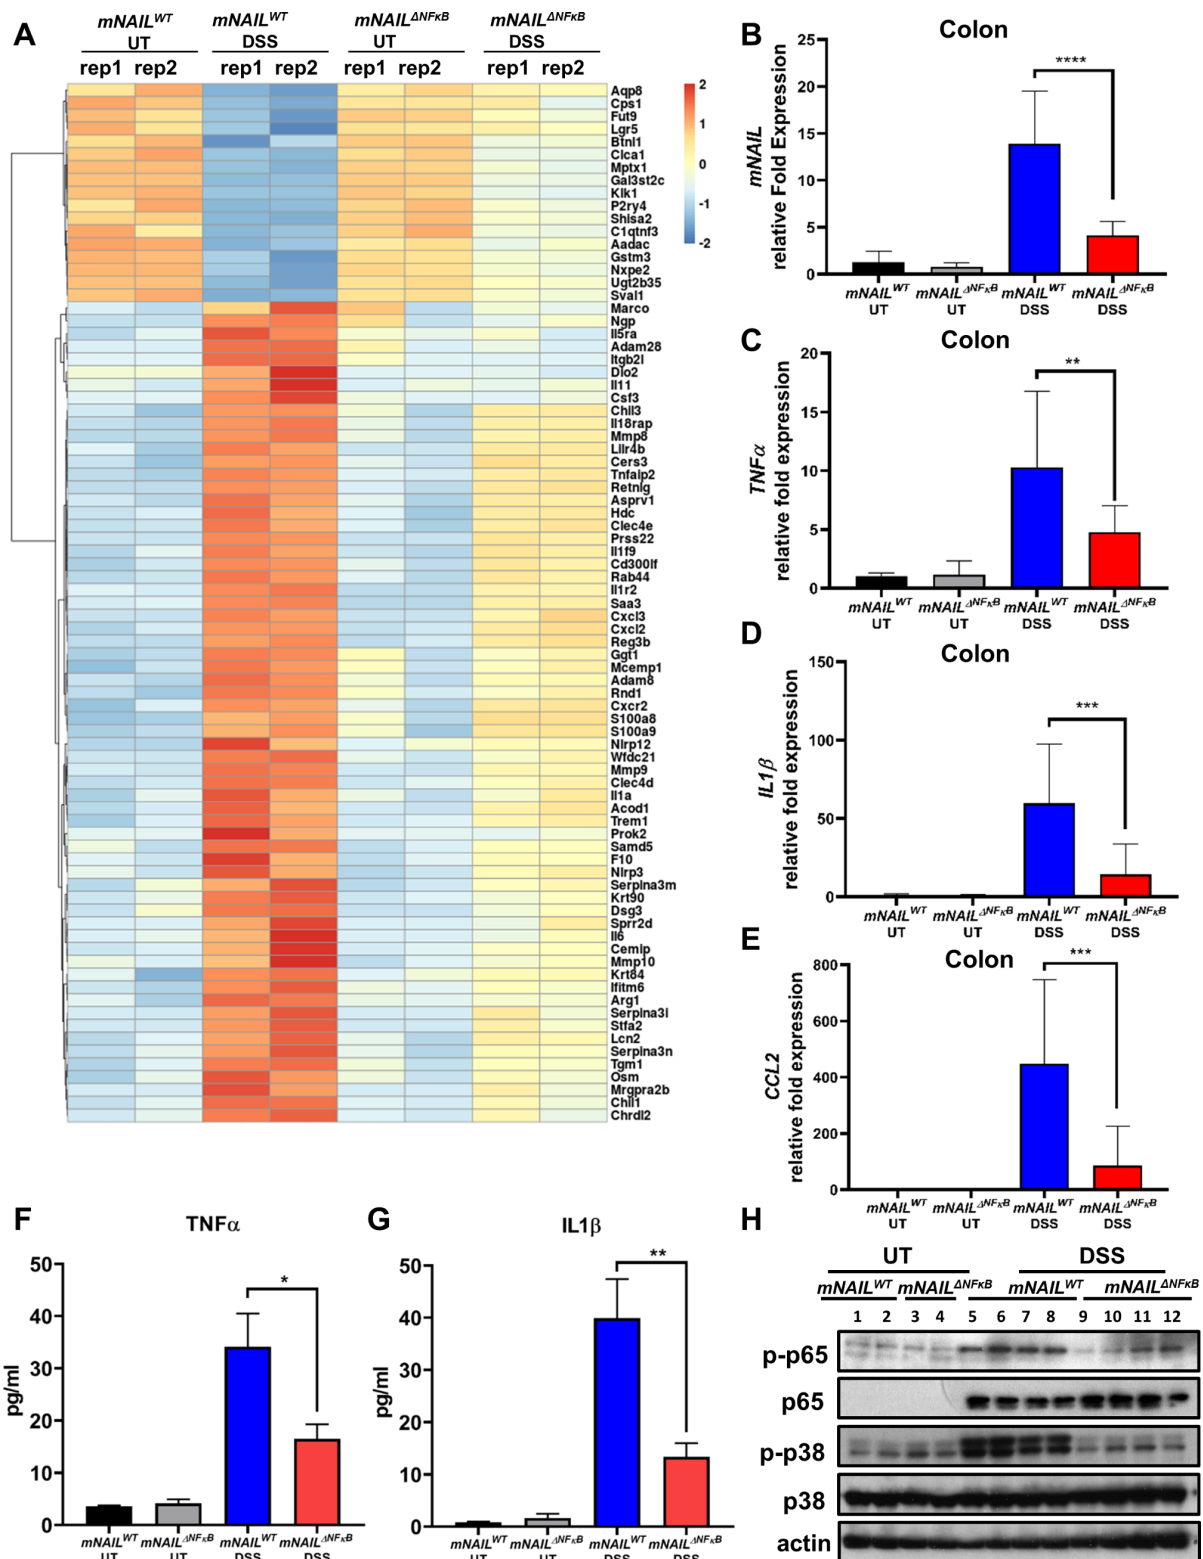 A
mNAIL^WT UT
mNAIL^WT DSS
mNAIL^ΔNFκB UT
mNAIL^ΔNFκB DSS
rep1 rep2 rep1 rep2 rep1 rep2 rep1 rep2
2
1
0
-1
-2
Aqp8
Cps1
Fut9
Lgr5
Btnl1
Clca1
Mptx1
Gal3st2c
Klk1
P2ry4
Shisa2
C1qtnf3
Aadac
Gstm3
Nxpe2
Ugt2b35
Sval1
Marco
Ngp
Il5ra
Adam28
Itgb2l
Dio2
Il11
Csf3
Chil3
Il18rap
Mmp8
Lilr4b
Cers3
Tnfaip2
Retnlg
Asprv1
Hdc
Clec4e
Prss22
Il1f9
Cd300lf
Rab44
Il1r2
Saa3
Cxcl3
Cxcl2
Reg3b
Ggt1
Mcemp1
Adam8
Rnd1
Cxcr2
S100a8
S100a9
Nlrp12
Wfdc21
Mmp9
Clec4d
Il1a
Acod1
Trem1
Prok2
Samd5
F10
Nlrp3
Serpina3m
Krt90
Dsg3
Sprr2d
Il6
Cemip
Mmp10
Krt84
Ifitm6
Arg1
Serpina3i
Stfa2
Lcn2
Serpina3n
Tgm1
Osm
Mrgpra2b
Chil1
Chrdl2
B
Colon
mNAIL
relative Fold Expression
25
20
15
10
5
0
****
mNAIL^WT mNAIL^ΔNFκB mNAIL^WT mNAIL^ΔNFκB
UT UT DSS DSS
C
Colon
TNFα
relative fold expression
20
15
10
5
0
**
mNAIL^WT mNAIL^ΔNFκB mNAIL^WT mNAIL^ΔNFκB
UT UT DSS DSS
D
Colon
IL1β
relative fold expression
150
100
50
0
***
mNAIL^WT mNAIL^ΔNFκB mNAIL^WT mNAIL^ΔNFκB
UT UT DSS DSS
E
Colon
CCL2
relative fold expression
800
600
400
200
0
***
mNAIL^WT mNAIL^ΔNFκB mNAIL^WT mNAIL^ΔNFκB
UT UT DSS DSS
F
TNFα
pg/ml
50
40
30
20
10
0
*
mNAIL^WT mNAIL^ΔNFκB mNAIL^WT mNAIL^ΔNFκB
UT UT DSS DSS
G
IL1β
pg/ml
50
40
30
20
10
0
**
mNAIL^WT mNAIL^ΔNFκB mNAIL^WT mNAIL^ΔNFκB
UT UT DSS DSS
H
UT DSS
mNAIL^WT mNAIL^ΔNFκB mNAIL^WT mNAIL^ΔNFκB
1 2 3 4 5 6 7 8 9 10 11 12
p-p65
p65
p-p38
p38
actin